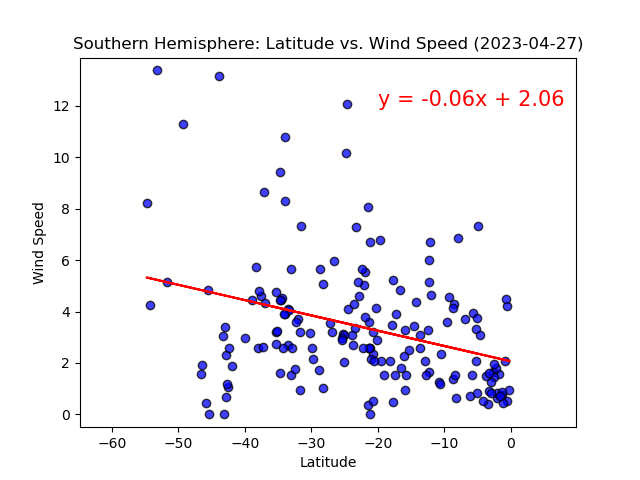 Southern Hemisphere: Latitude vs. Wind Speed (2023-04-27)
y = -0.06x + 2.06
12
10
8
6
4
2
0
Wind Speed
−60 −50 −40 −30 −20 −10 0
Latitude